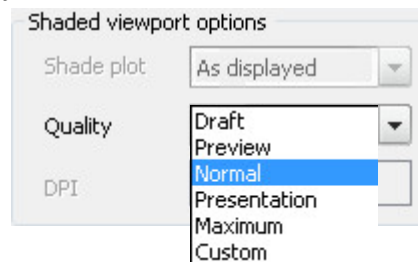 Shaded viewport options
Shade plot As displayed
Quality Draft
Preview
Normal
DPI
Presentation
Maximum
Custom